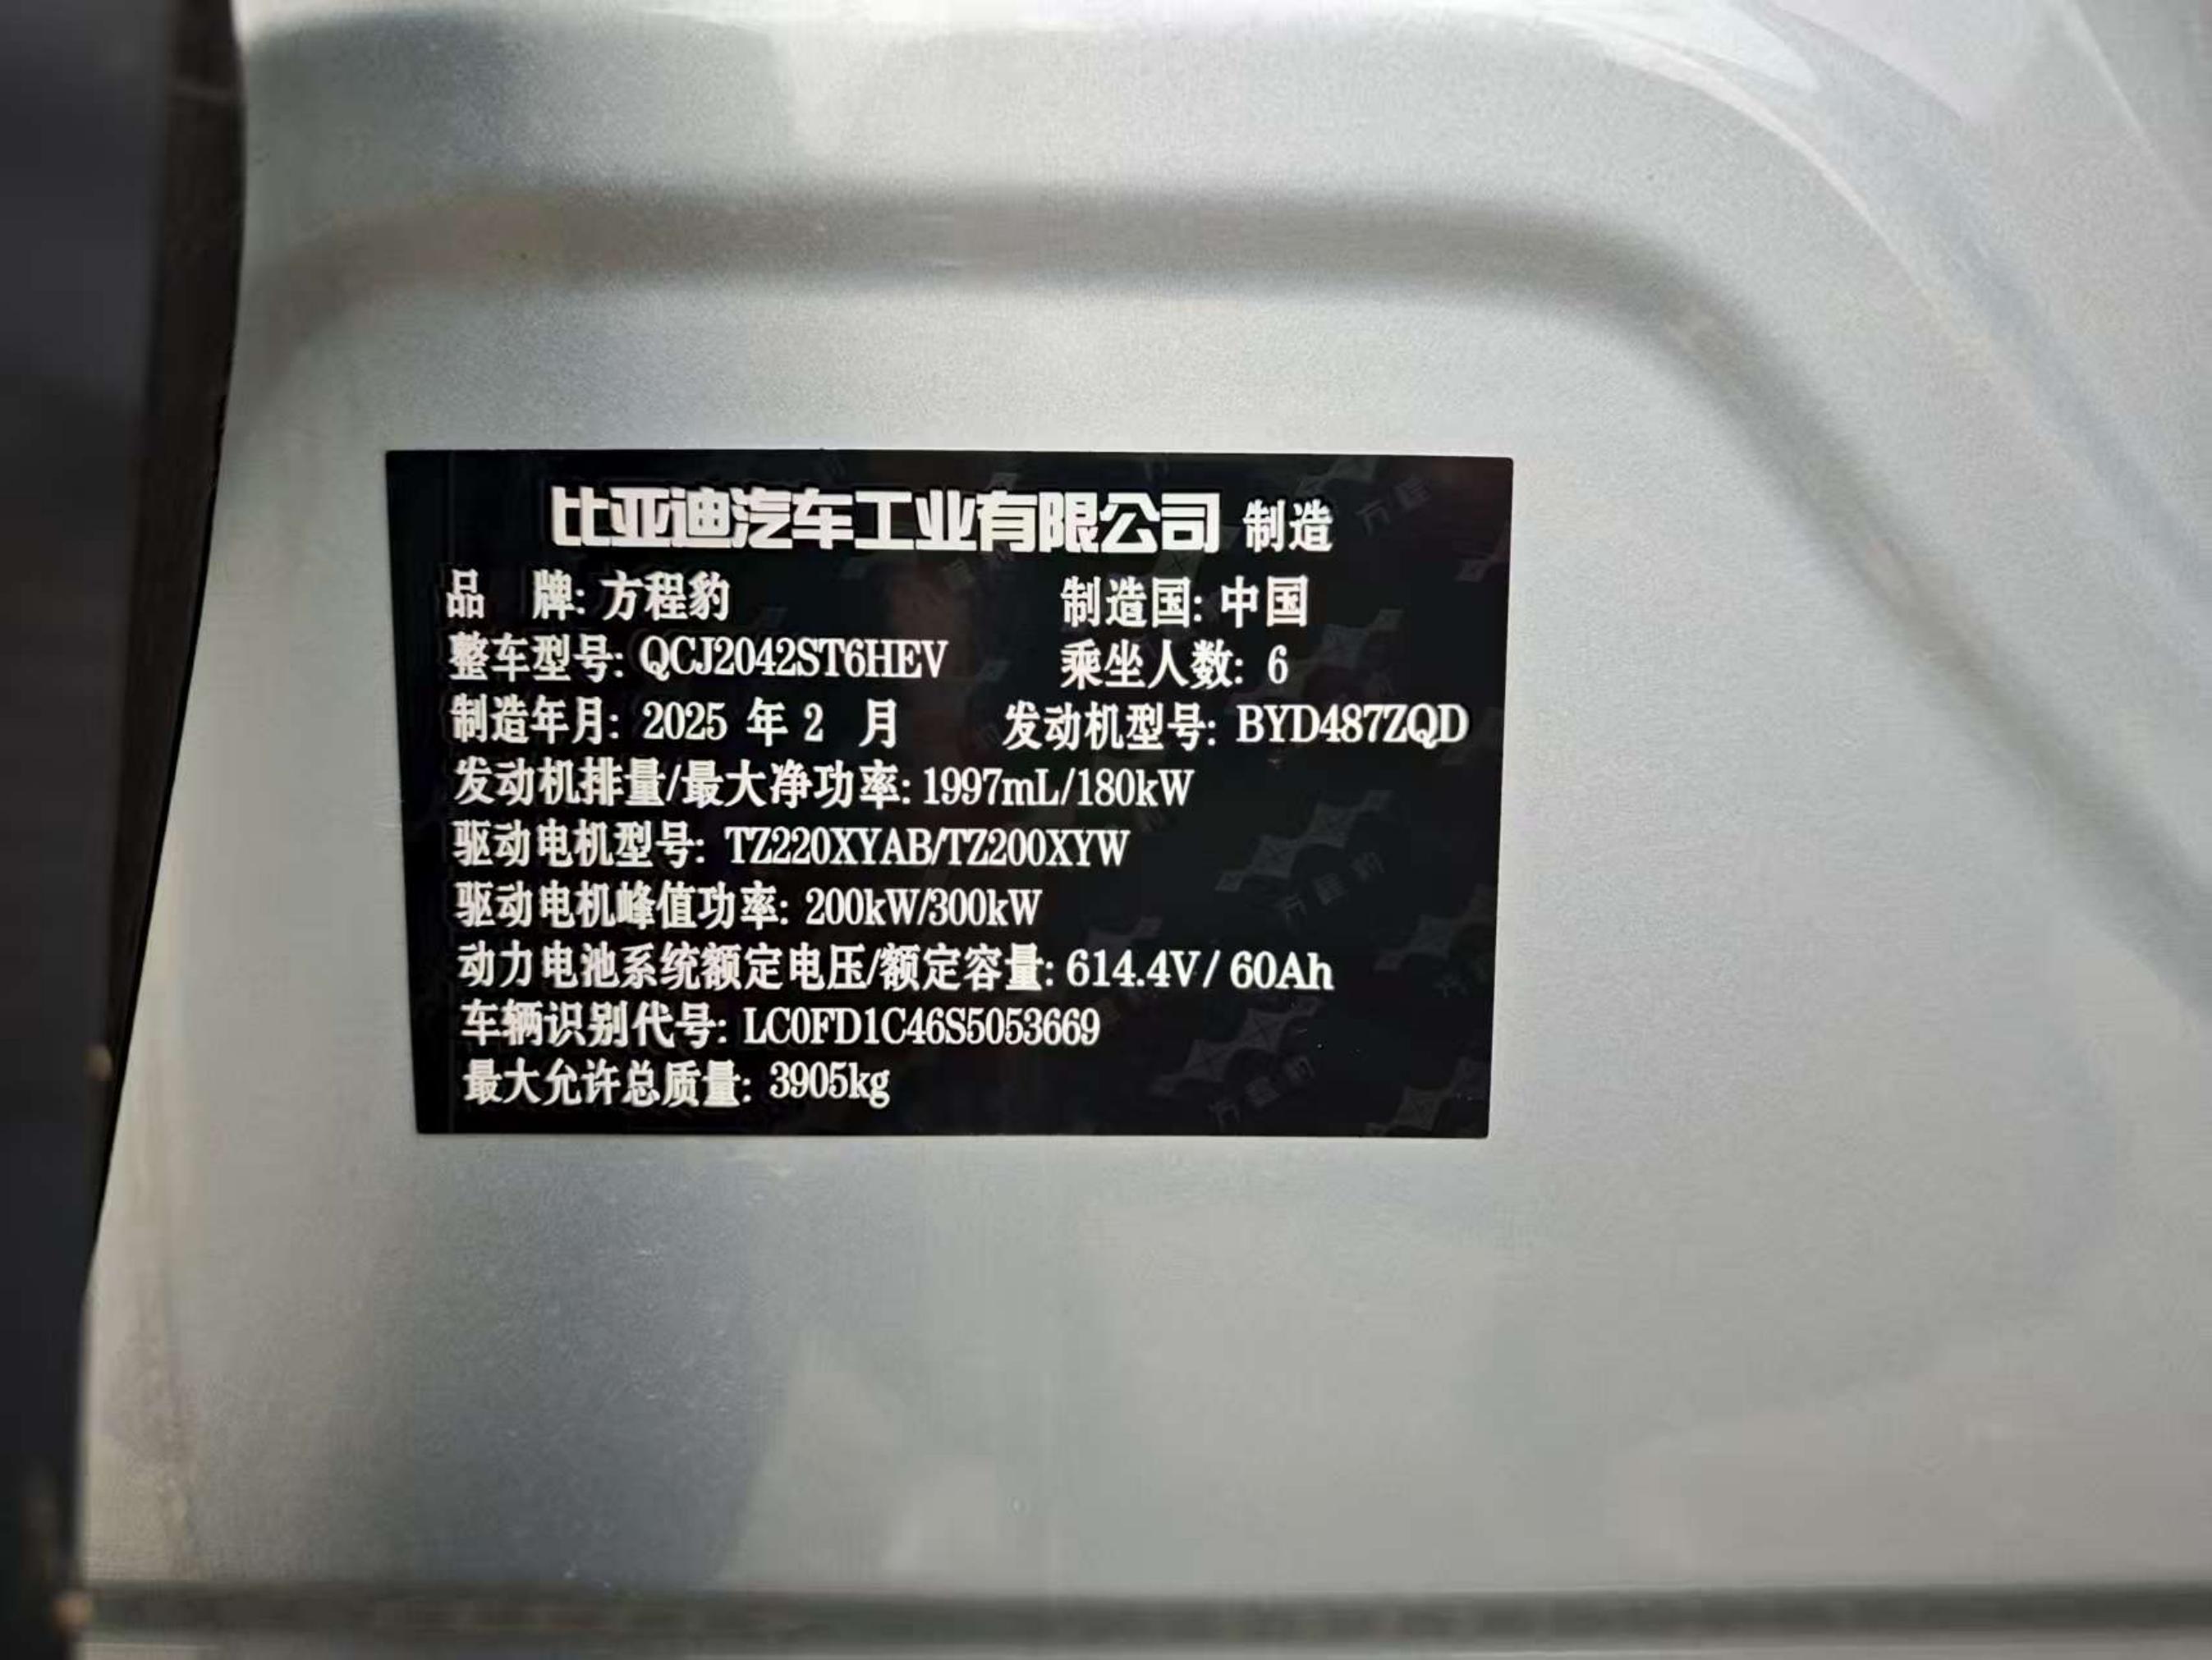 比亚迪汽车工业有限公司 制造
品 牌: 方程豹 制造国: 中国
整车型号: QCJ2042ST6HEV 乘坐人数: 6
制造年月: 2025 年 2 月 发动机型号: BYD487ZQD
发动机排量/最大净功率: 1997mL/180kW
驱动电机型号: TZ220XYAB/TZ200XYW
驱动电机峰值功率: 200kW/300kW
动力电池系统额定电压/额定容量: 614.4V/ 60Ah
车辆识别代号: LC0FD1C46S5053669
最大允许总质量: 3905kg